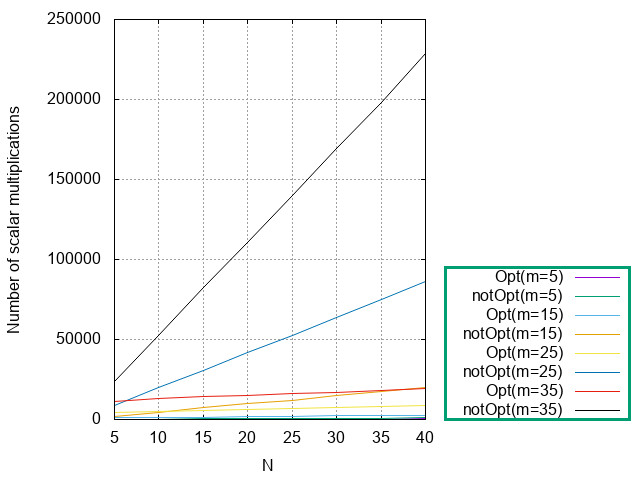 250000
200000
150000
100000
50000
0
Number of scalar multiplications
5 10 15 20 25 30 35 40
N
Opt(m=5)
notOpt(m=5)
Opt(m=15)
notOpt(m=15)
Opt(m=25)
notOpt(m=25)
Opt(m=35)
notOpt(m=35)